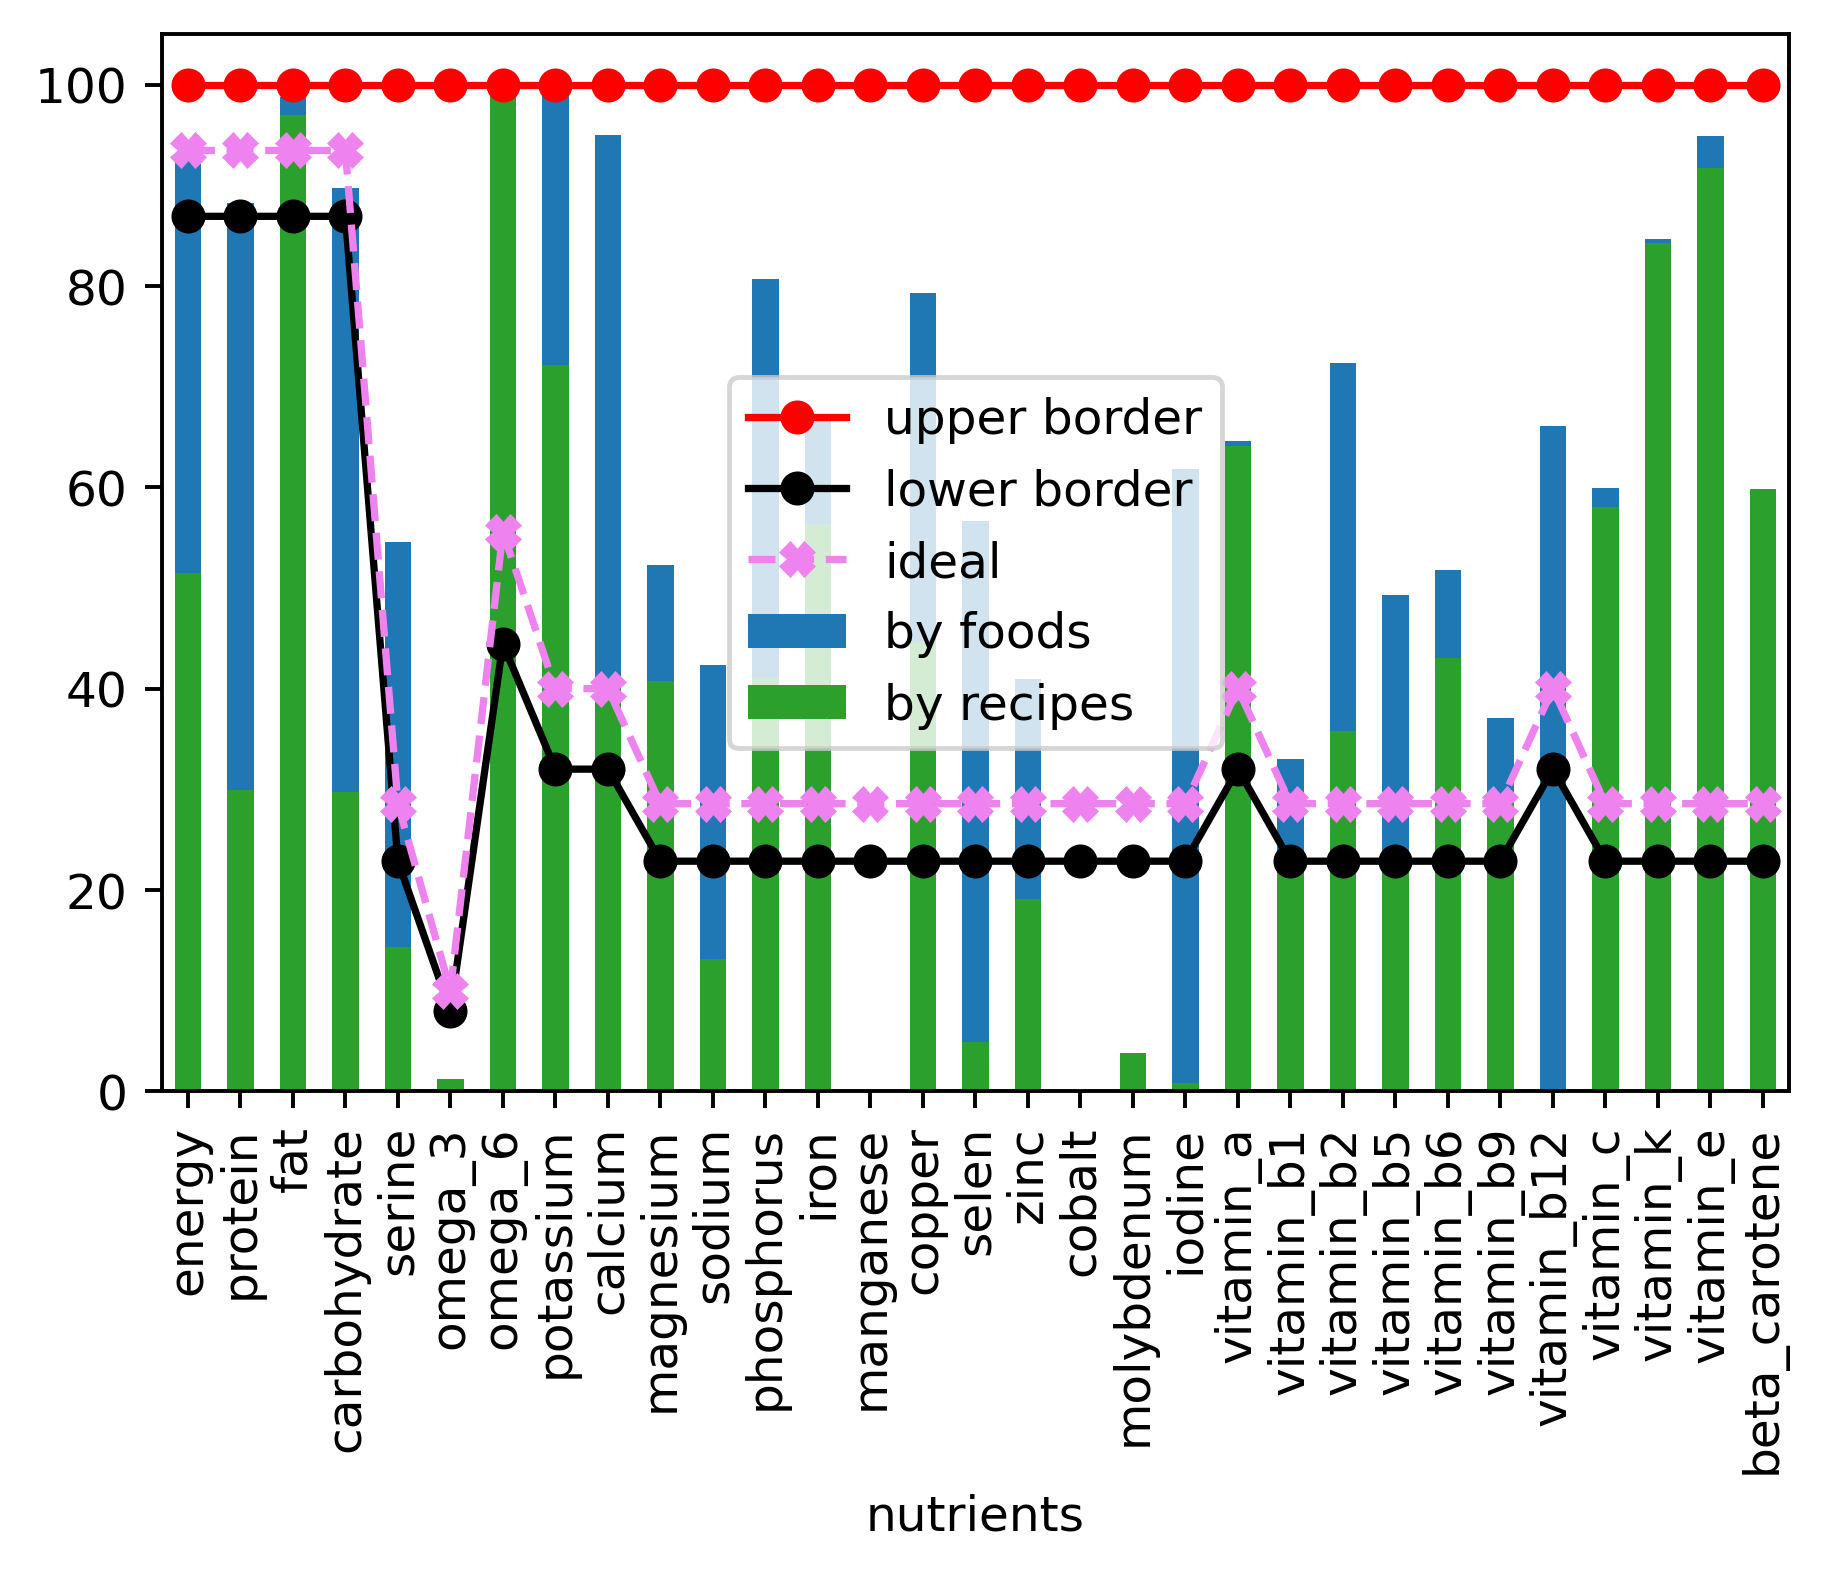 100
80
60
40
20
0
upper border
lower border
ideal
by foods
by recipes
energy
protein
fat
carbohydrate
serine
omega_3
omega_6
potassium
calcium
magnesium
sodium
phosphorus
iron
manganese
copper
selen
zinc
cobalt
molybdenum
iodine
vitamin_a
vitamin_b1
vitamin_b2
vitamin_b5
vitamin_b6
vitamin_b9
vitamin_b12
vitamin_c
vitamin_k
vitamin_e
beta_carotene
nutrients